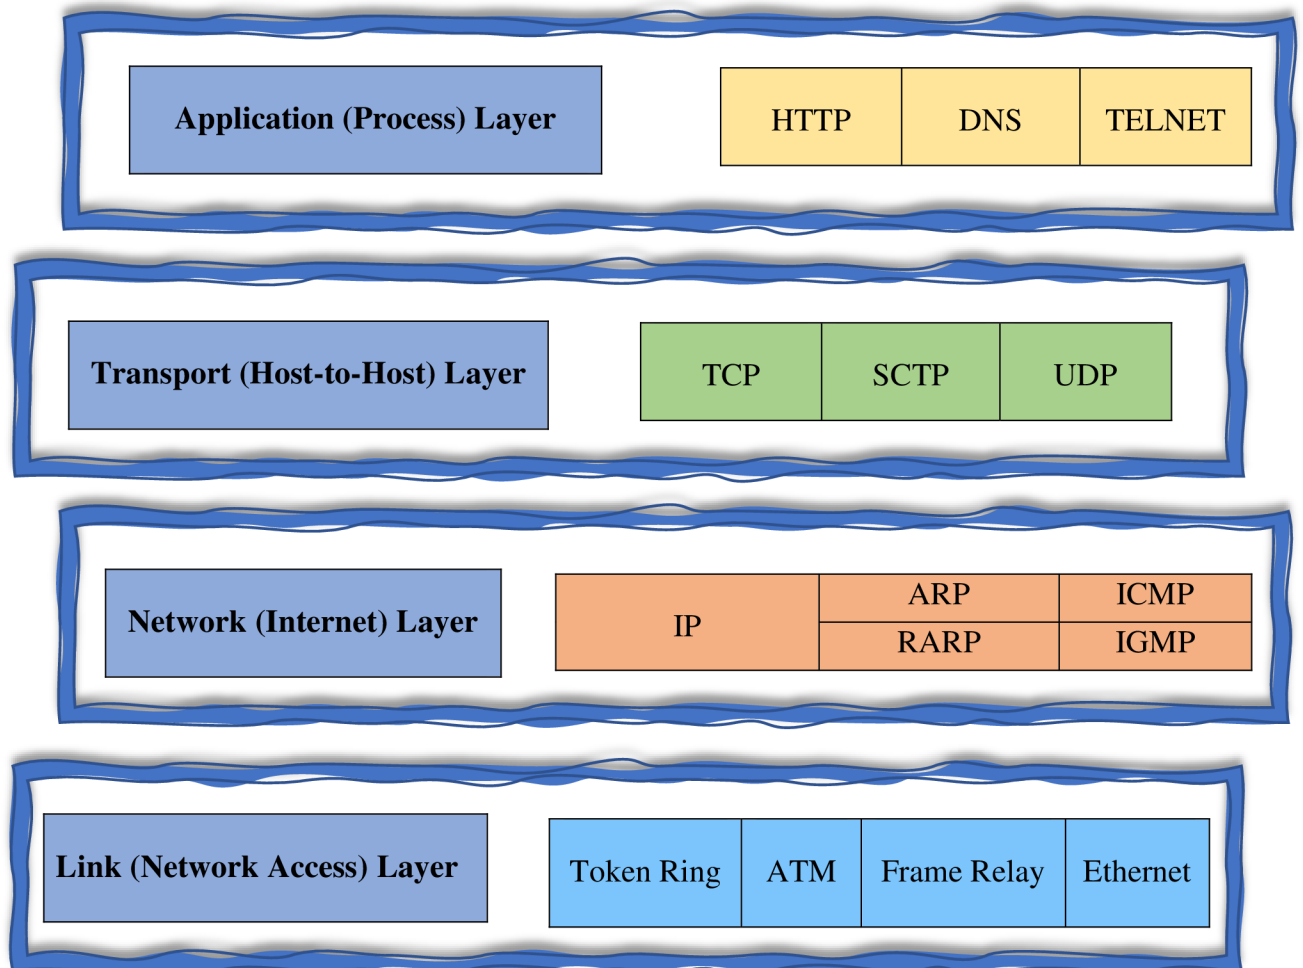 Application (Process) Layer
HTTP DNS TELNET
Transport (Host-to-Host) Layer
TCP SCTP UDP
Network (Internet) Layer
IP
ARP ICMP
RARP IGMP
Link (Network Access) Layer
Token Ring ATM Frame Relay Ethernet